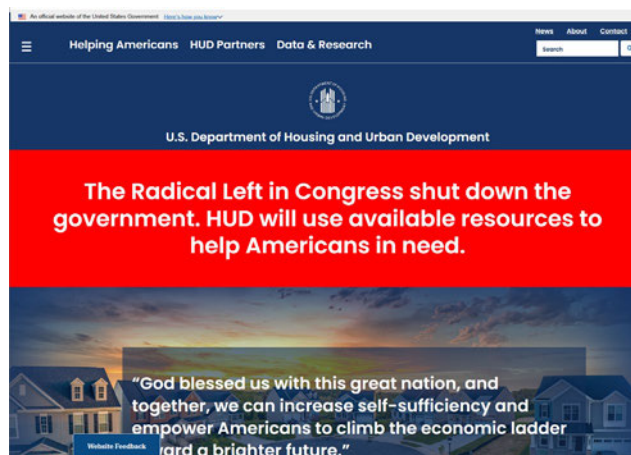 An official website of the United States Government Here's how you know
Helping Americans HUD Partners Data & Research
News About Contact
Search
U.S. Department of Housing and Urban Development
The Radical Left in Congress shut down the
government. HUD will use available resources to
help Americans in need.
"God blessed us with this great nation, and
together, we can increase self-sufficiency and
empower Americans to climb the economic ladder
a brighter future."
Website Feedback